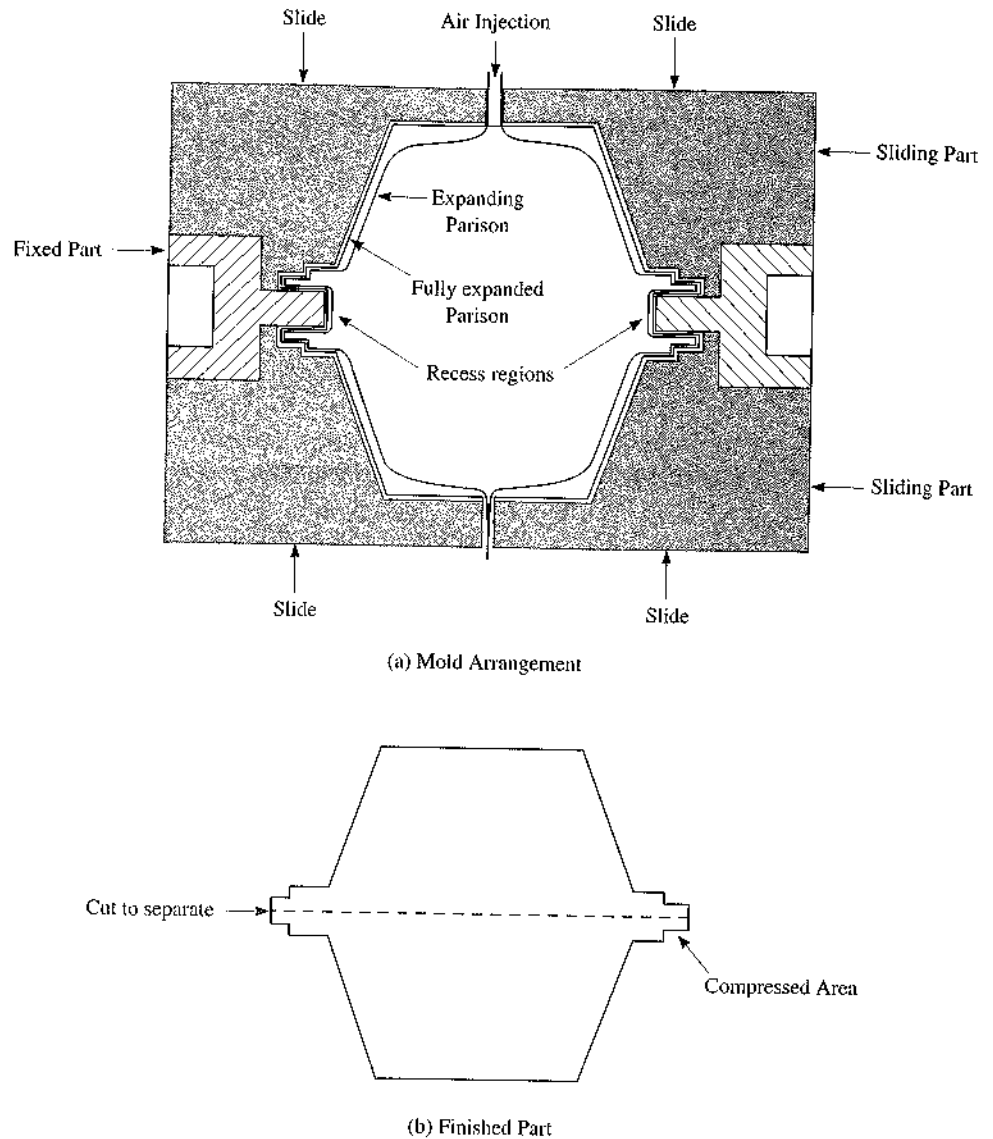 Slide
Air Injection
Slide
Sliding Part
Expanding
Parison
Fixed Part
Fully expanded
Parison
Recess regions
Sliding Part
Slide
Slide
(a) Mold Arrangement
Cut to separate
Compressed Area
(b) Finished Part